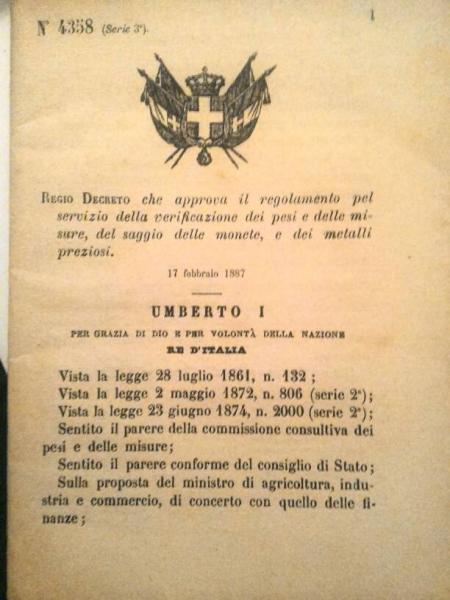 N° 4358 (Serie 3ª).
1
REGIO DECRETO che approva il regolamento pel
servizio della verificazione dei pesi e delle mi-
sure, del saggio delle monete, e dei metalli
preziosi.
17 febbraio 1887
UMBERTO I
PER GRAZIA DI DIO E PER VOLONTÀ DELLA NAZIONE
RE D'ITALIA
Vista la legge 28 luglio 1861, n. 132 ;
Vista la legge 2 maggio 1872, n. 806 (serie 2ª) ;
Vista la legge 23 giugno 1874, n. 2000 (serie 2ª) ;
Sentito il parere della commissione consultiva dei
pesi e delle misure;
Sentito il parere conforme del consiglio di Stato ;
Sulla proposta del ministro di agricoltura, indu-
stria e commercio, di concerto con quello delle fi-
nanze ;